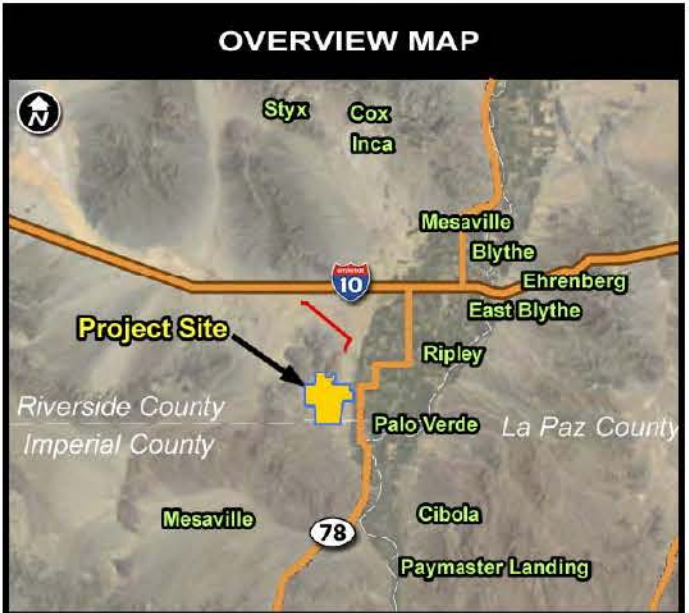 OVERVIEW MAP
N
Styx
Cox
Inca
Mesaville
Blythe
INTERSTATE
10
Ehrenberg
East Blythe
Project Site
Ripley
Riverside County
Palo Verde
La Paz County
Imperial County
Mesaville
Cibola
78
Paymaster Landing